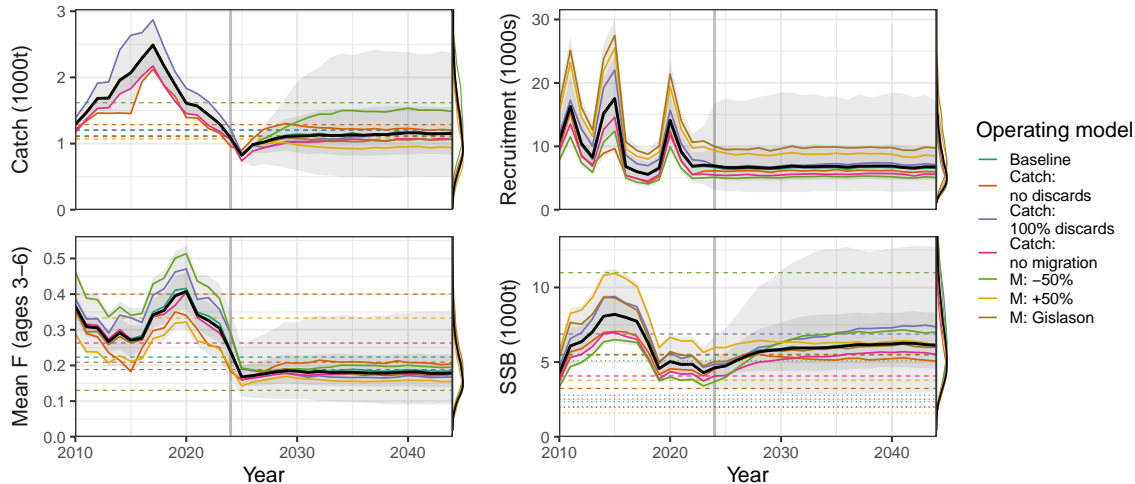 Catch (1000t)
3
2
1
0
Recruitment (1000s)
30
20
10
0
Mean F (ages 3−6)
0.5
0.4
0.3
0.2
0.1
0.0
2010
2020
2030
2040
Year
SSB (1000t)
10
5
0
2010
2020
2030
2040
Year
Operating model
Baseline
Catch:
no discards
Catch:
100% discards
Catch:
no migration
M: −50%
M: +50%
M: Gislason